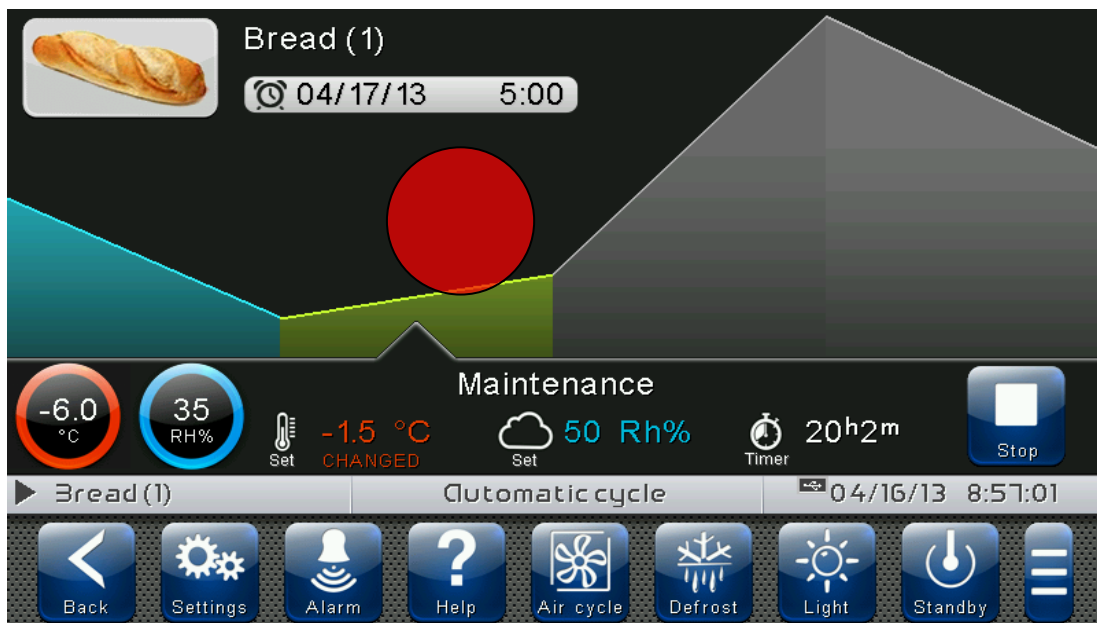 Bread (1)
04/17/13 5:00
Maintenance
-6.0
°C
35
RH%
Set
-1.5 °C
CHANGED
Set
50 Rh%
Timer
20h2m
Stop
Bread (1) Automatic cycle 04/16/13 8:57:01
Back Settings Alarm Help Air cycle Defrost Light Standby